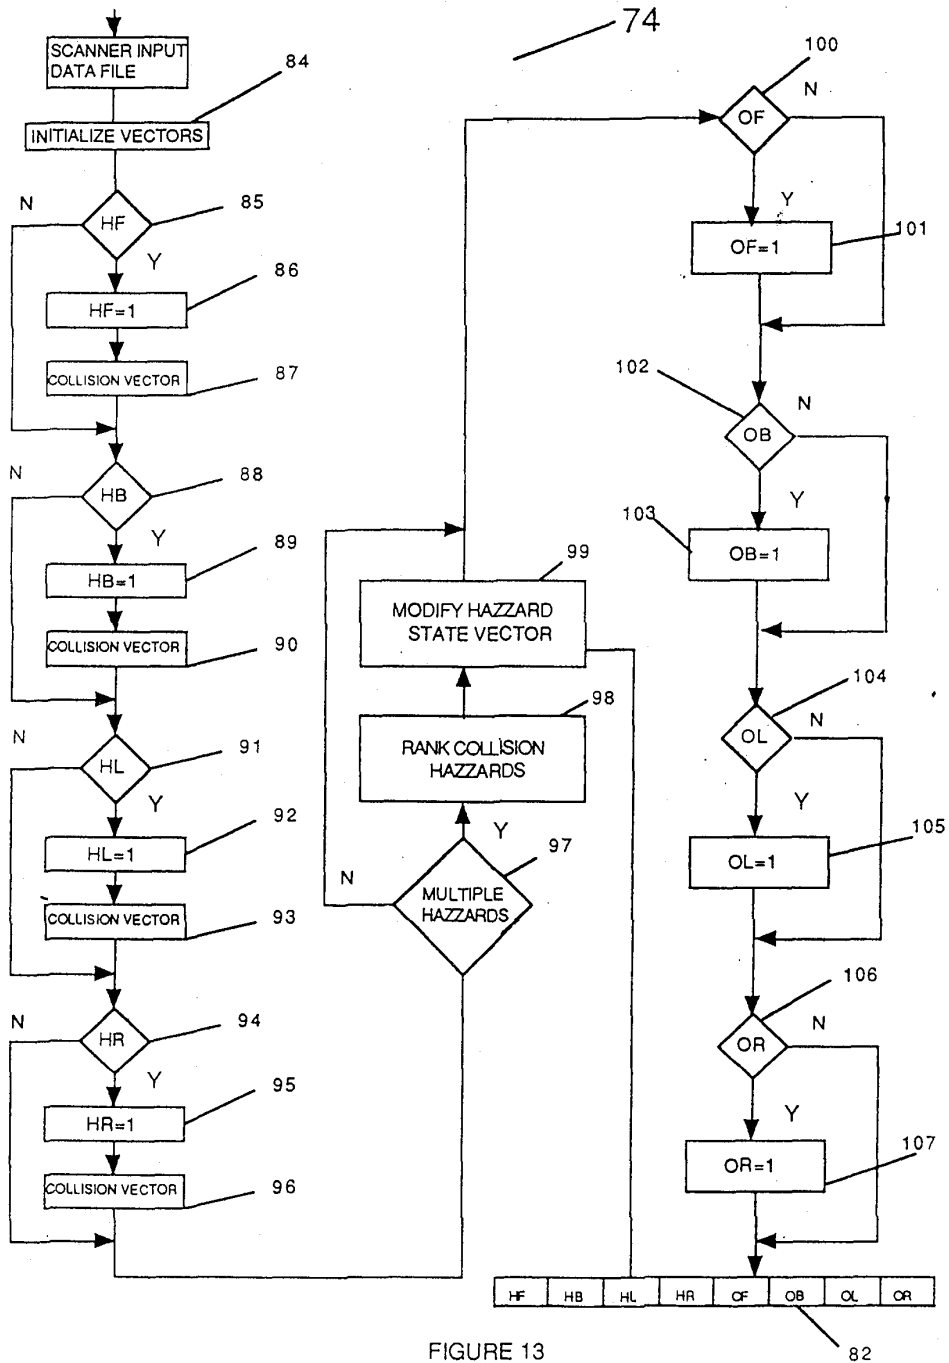 74
SCANNER INPUT
DATA FILE
84
INITIALIZE VECTORS
N
HF
85
Y
86
HF=1
COLLISION VECTOR
87
N
HB
88
Y
89
HB=1
COLLISION VECTOR
90
N
HL
91
Y
92
HL=1
COLLISION VECTOR
93
N
HR
94
Y
95
HR=1
COLLISION VECTOR
96
99
MODIFY HAZZARD
STATE VECTOR
98
RANK COLLISION
HAZZARDS
Y
97
N
MULTIPLE
HAZZARDS
100
OF
N
Y
101
OF=1
102
OB
N
Y
103
OB=1
104
OL
N
Y
105
OL=1
106
OR
N
Y
107
OR=1
HF HB HL HR OF OB OL OR
82
FIGURE 13